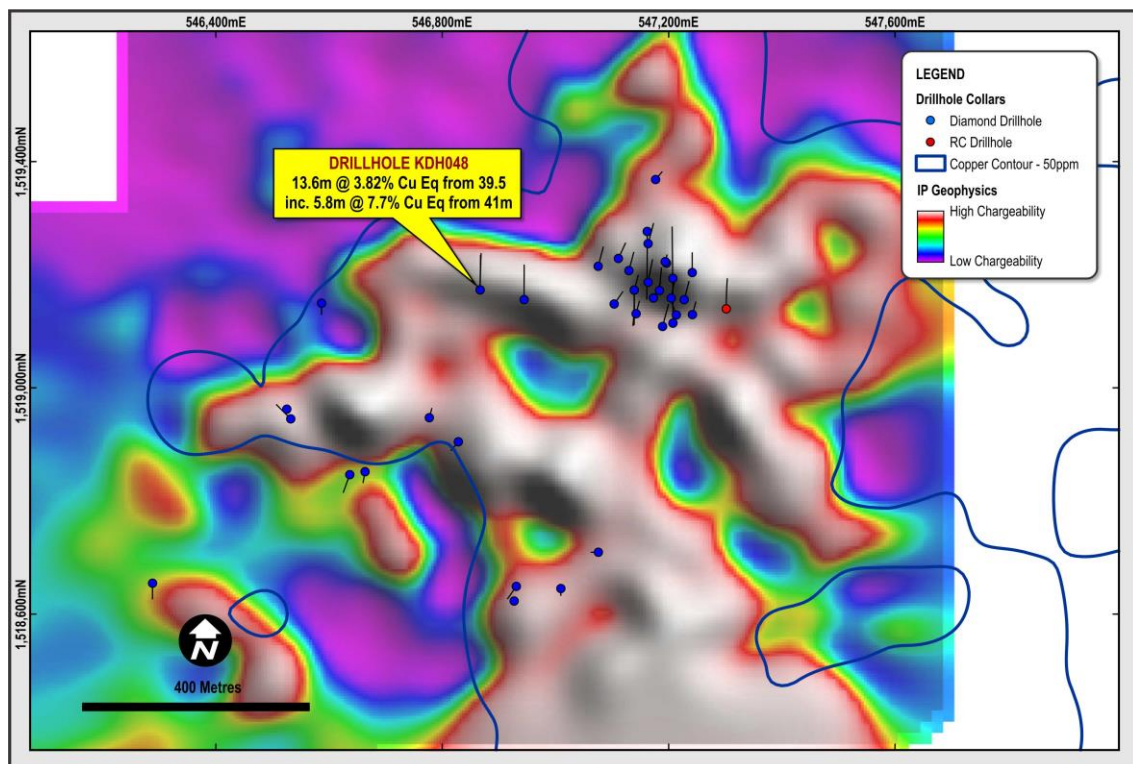 546,400mE 546,800mE 547,200mE 547,600mE
1,519,400mN
1,519,000mN
1,518,600mN
DRILLHOLE KDH048
13.6m @ 3.82% Cu Eq from 39.5
inc. 5.8m @ 7.7% Cu Eq from 41m
LEGEND
Drillhole Collars
Diamond Drillhole
RC Drillhole
Copper Contour - 50ppm
IP Geophysics
High Chargeability
Low Chargeability
N
400 Metres